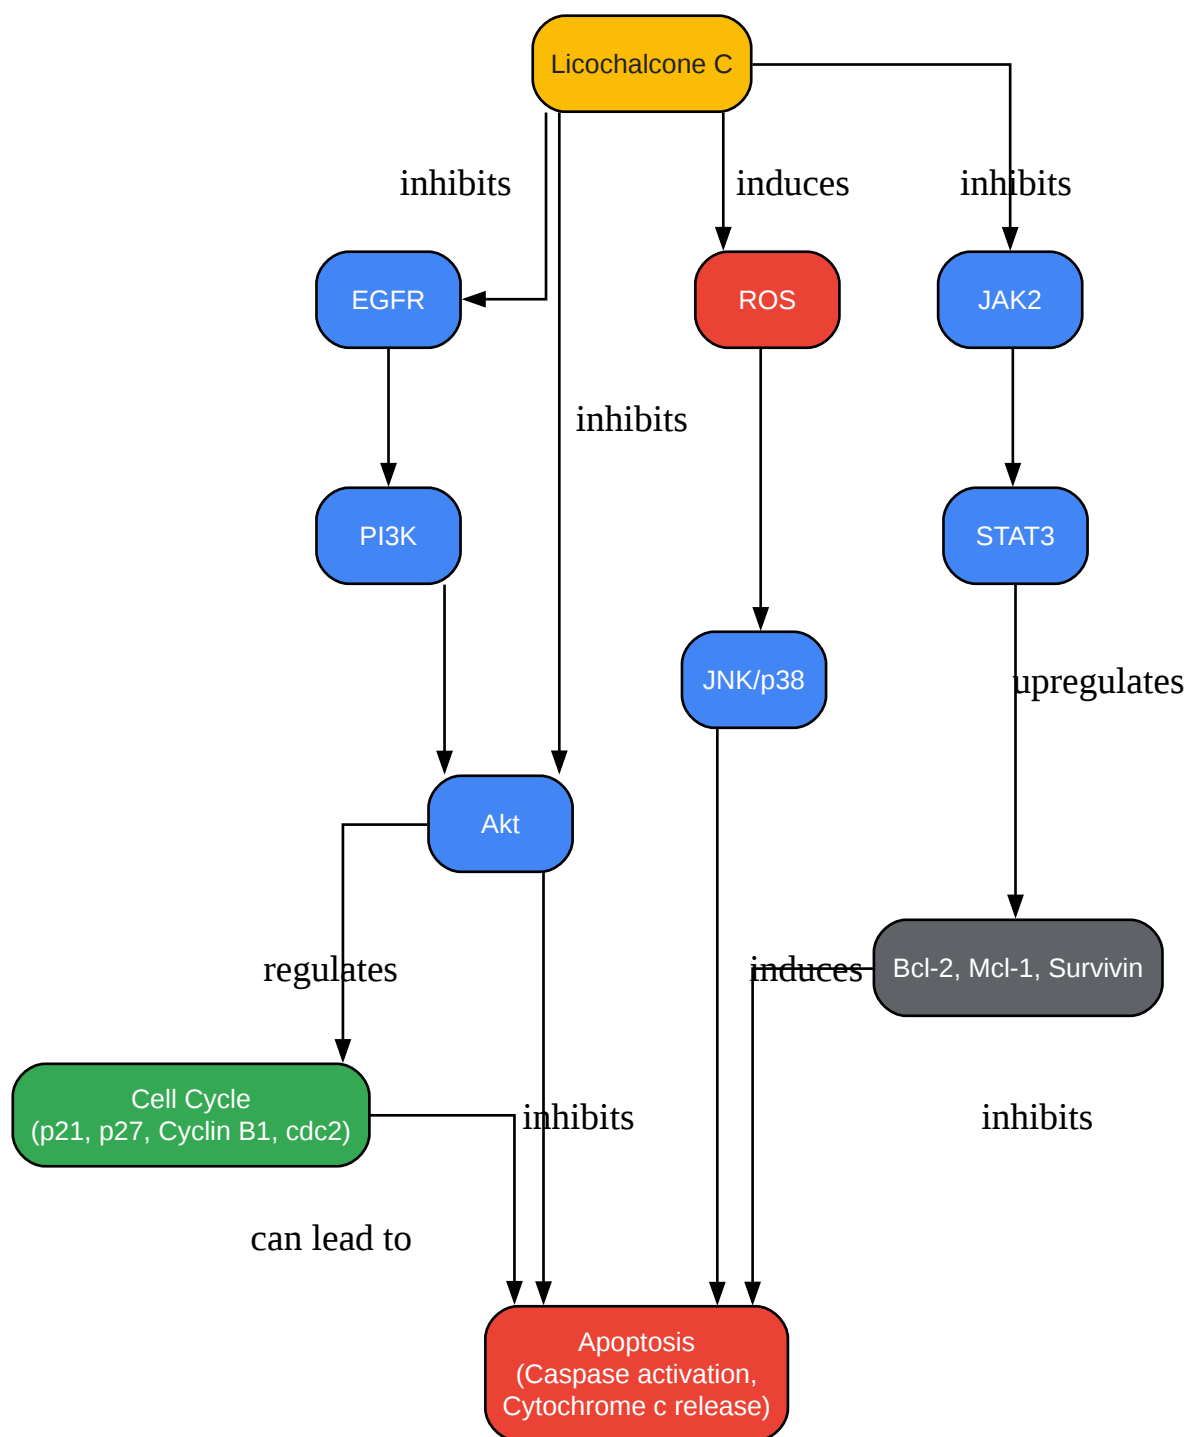 Licochalcone C
inhibits
induces
inhibits
EGFR
ROS
JAK2
inhibits
PI3K
STAT3
JNK/p38
upregulates
Akt
regulates
induces
Bcl-2, Mcl-1, Survivin
Cell Cycle
(p21, p27, Cyclin B1, cdc2)
inhibits
inhibits
can lead to
Apoptosis
(Caspase activation,
Cytochrome c release)